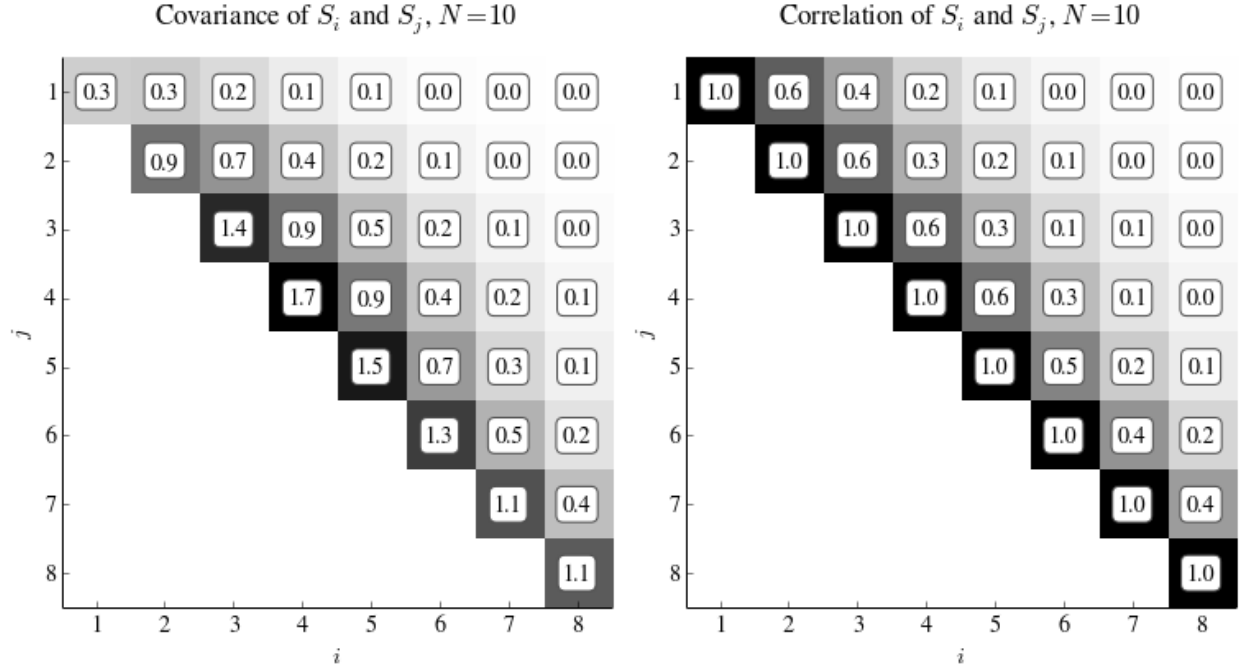 Covariance of S_i and S_j, N=10
1 0.3 0.3 0.2 0.1 0.1 0.0 0.0 0.0
2 0.9 0.7 0.4 0.2 0.1 0.0 0.0
3 1.4 0.9 0.5 0.2 0.1 0.0
4 1.7 0.9 0.4 0.2 0.1
j
5 1.5 0.7 0.3 0.1
6 1.3 0.5 0.2
7 1.1 0.4
8 1.1
1 2 3 4 5 6 7 8
i
Correlation of S_i and S_j, N=10
1 1.0 0.6 0.4 0.2 0.1 0.0 0.0 0.0
2 1.0 0.6 0.3 0.2 0.1 0.0 0.0
3 1.0 0.6 0.3 0.1 0.1 0.0
4 1.0 0.6 0.3 0.1 0.0
j
5 1.0 0.5 0.2 0.1
6 1.0 0.4 0.2
7 1.0 0.4
8 1.0
1 2 3 4 5 6 7 8
i